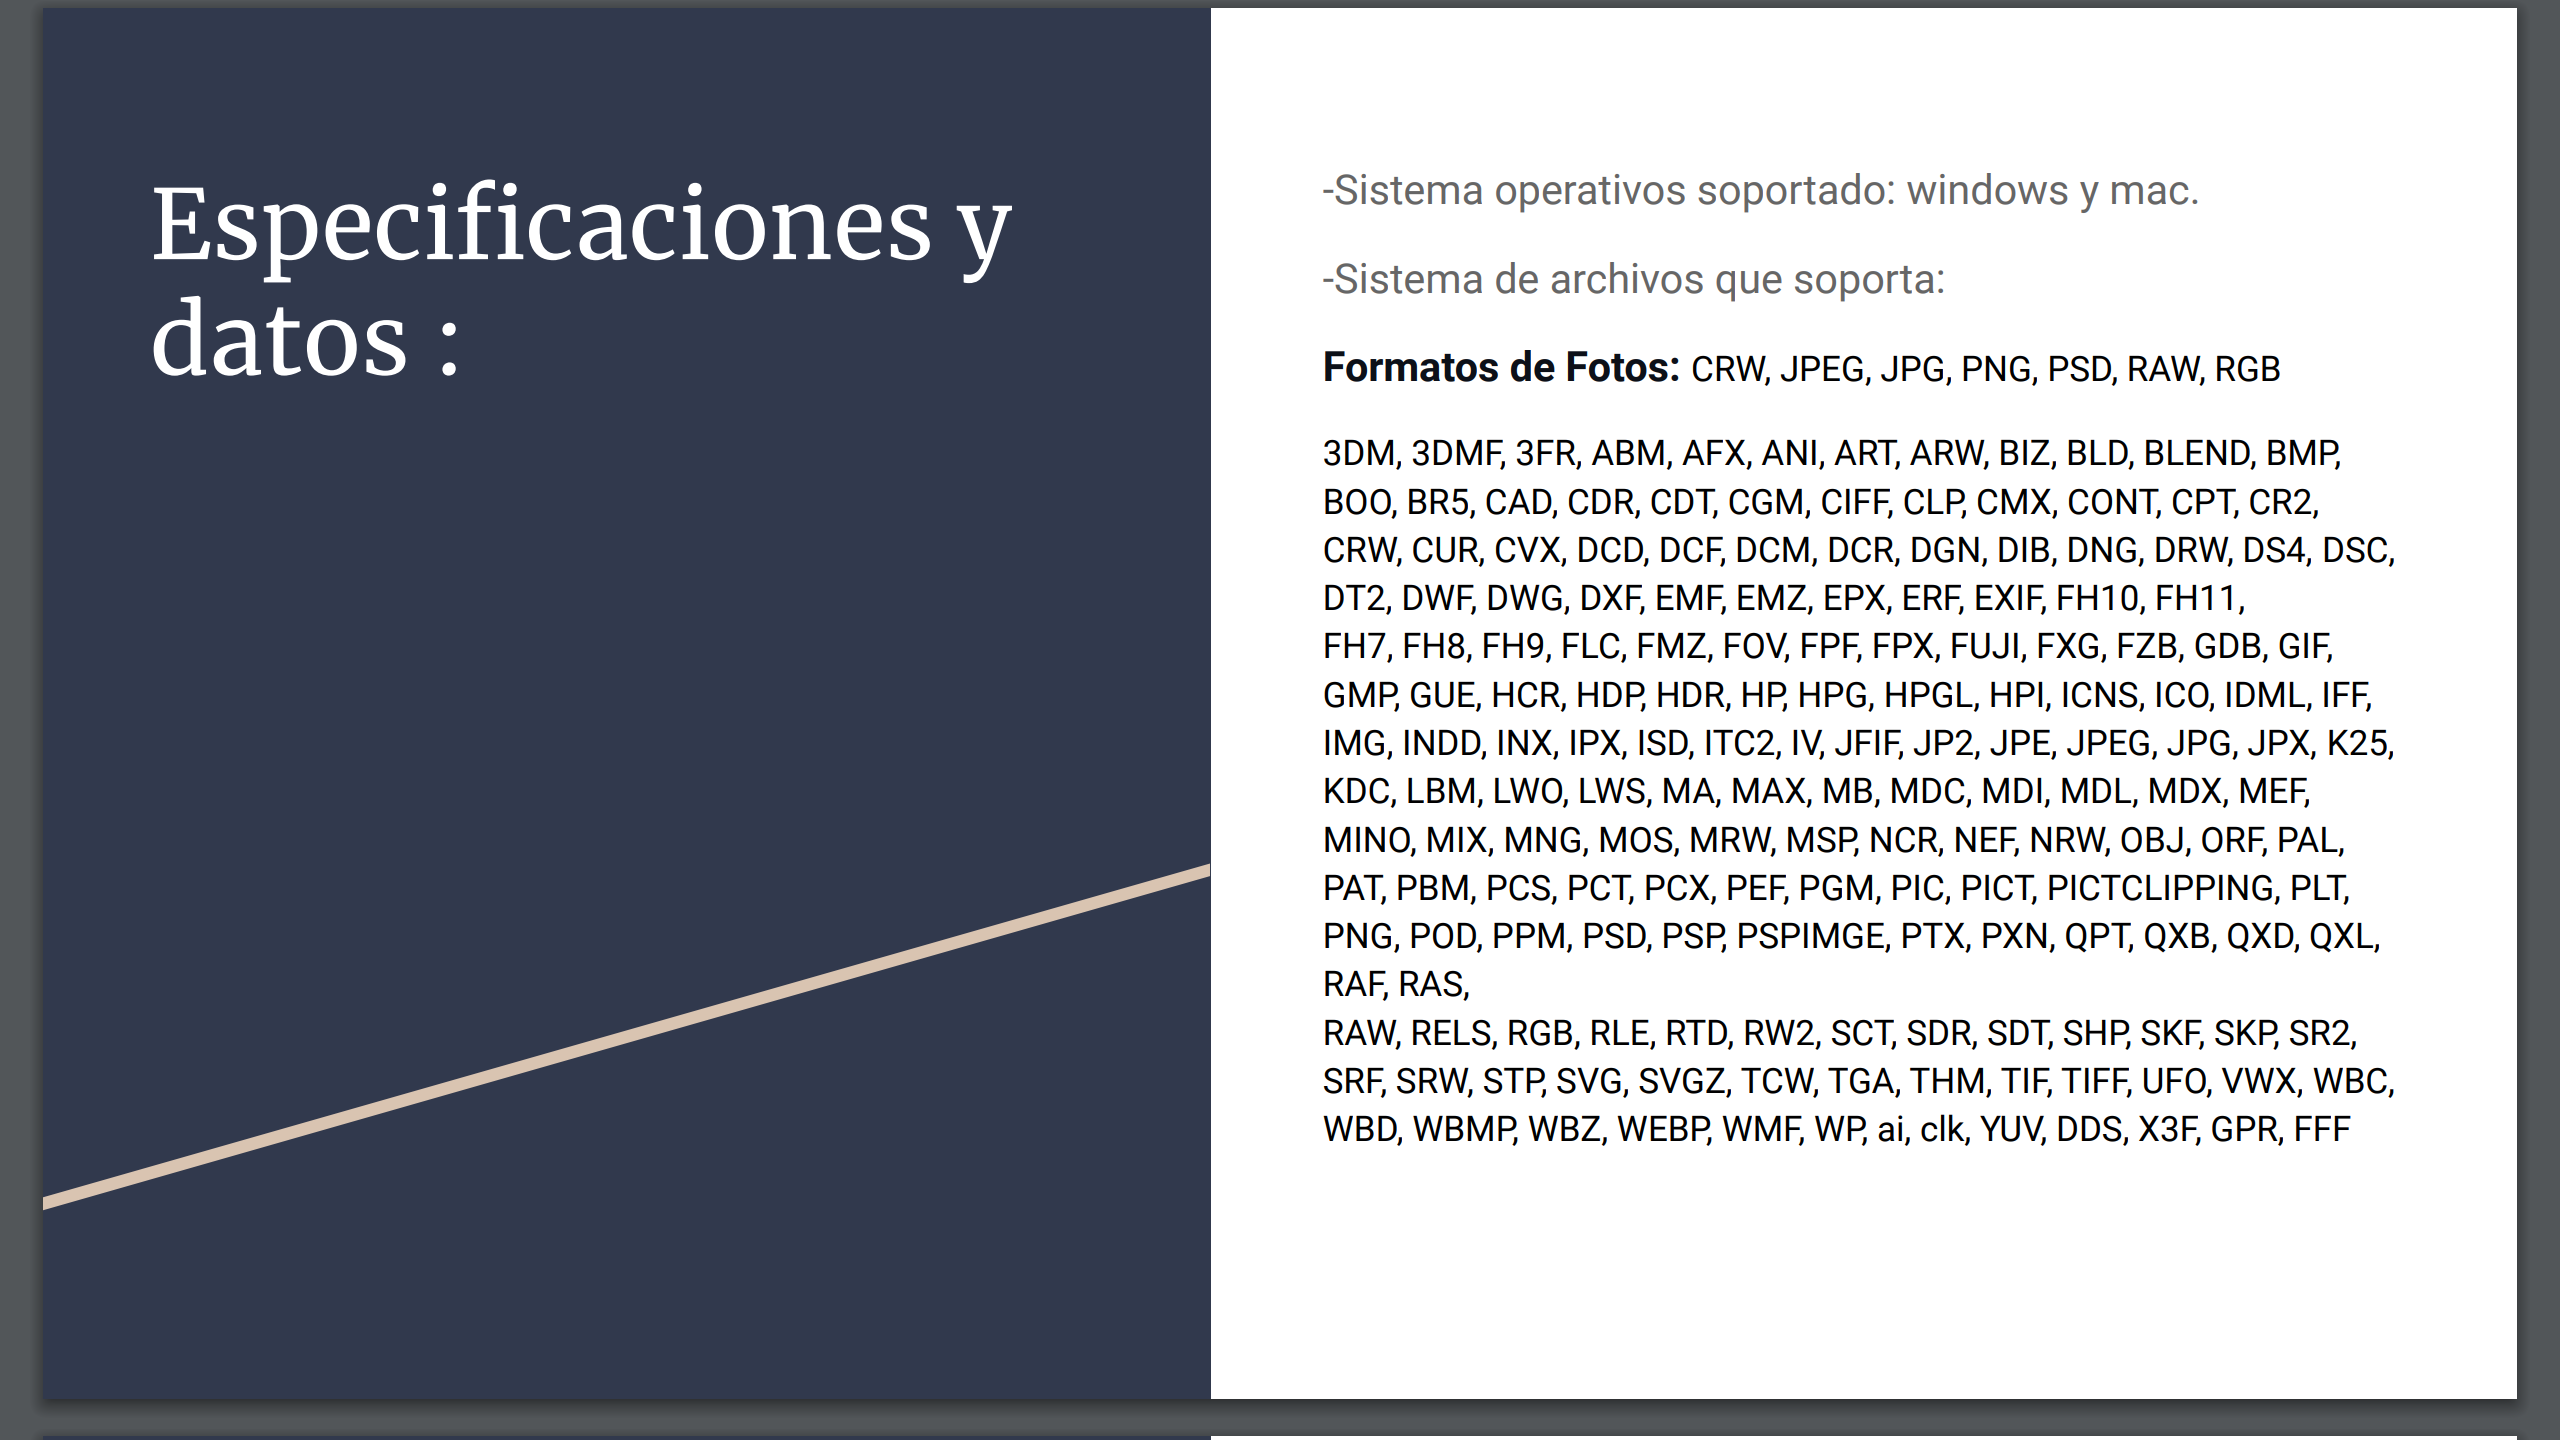 Especificaciones y
datos :
-Sistema operativos soportado: windows y mac.
-Sistema de archivos que soporta:
Formatos de Fotos: CRW, JPEG, JPG, PNG, PSD, RAW, RGB
3DM, 3DMF, 3FR, ABM, AFX, ANI, ART, ARW, BIZ, BLD, BLEND, BMP,
BOO, BR5, CAD, CDR, CDT, CGM, CIFF, CLP, CMX, CONT, CPT, CR2,
CRW, CUR, CVX, DCD, DCF, DCM, DCR, DGN, DIB, DNG, DRW, DS4, DSC,
DT2, DWF, DWG, DXF, EMF, EMZ, EPX, ERF, EXIF, FH10, FH11,
FH7, FH8, FH9, FLC, FMZ, FOV, FPF, FPX, FUJI, FXG, FZB, GDB, GIF,
GMP, GUE, HCR, HDP, HDR, HP, HPG, HPGL, HPI, ICNS, ICO, IDML, IFF,
IMG, INDD, INX, IPX, ISD, ITC2, IV, JFIF, JP2, JPE, JPEG, JPG, JPX, K25,
KDC, LBM, LWO, LWS, MA, MAX, MB, MDC, MDI, MDL, MDX, MEF,
MINO, MIX, MNG, MOS, MRW, MSP, NCR, NEF, NRW, OBJ, ORF, PAL,
PAT, PBM, PCS, PCT, PCX, PEF, PGM, PIC, PICT, PICTCLIPPING, PLT,
PNG, POD, PPM, PSD, PSP, PSPIMGE, PTX, PXN, QPT, QXB, QXD, QXL,
RAF, RAS,
RAW, RELS, RGB, RLE, RTD, RW2, SCT, SDR, SDT, SHP, SKF, SKP, SR2,
SRF, SRW, STP, SVG, SVGZ, TCW, TGA, THM, TIF, TIFF, UFO, VWX, WBC,
WBD, WBMP, WBZ, WEBP, WMF, WP, ai, clk, YUV, DDS, X3F, GPR, FFF